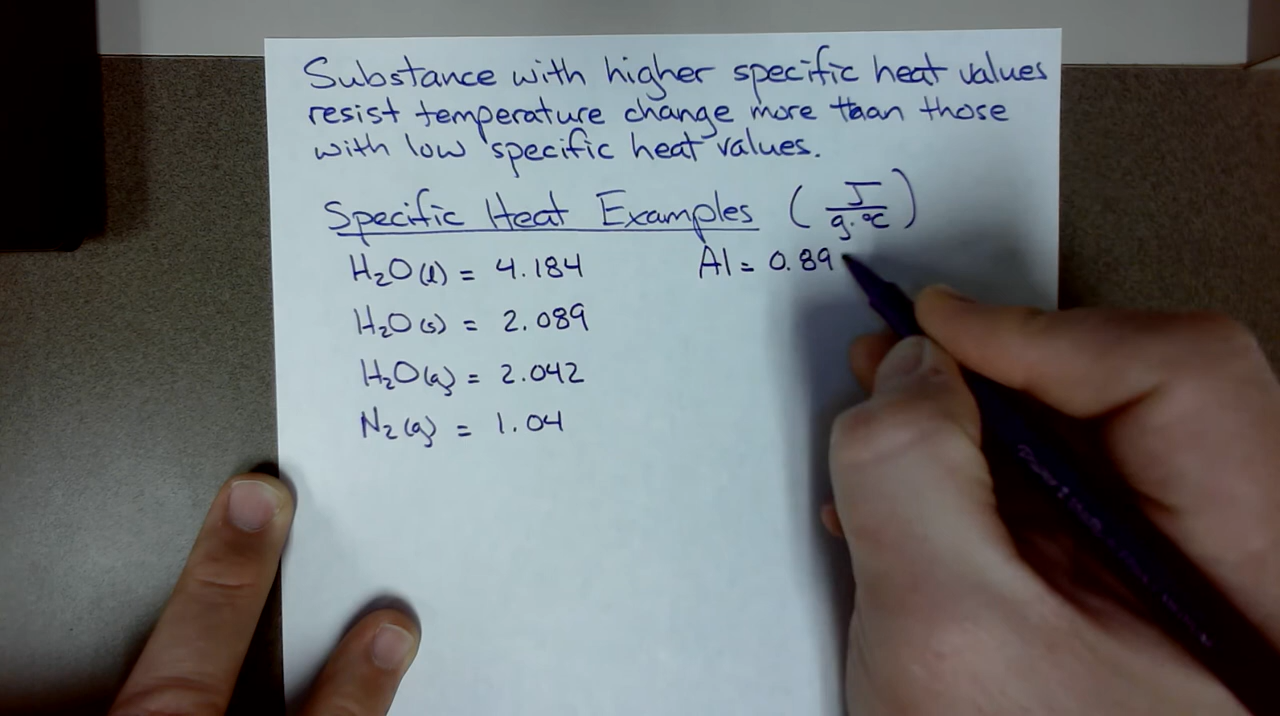 Substance with higher specific heat values
resist temperature change more than those
with low specific heat values.
Specific Heat Examples (J/g·°C)
H₂O(l) = 4.184
Al = 0.89
H₂O(s) = 2.089
H₂O(g) = 2.042
N₂(g) = 1.04